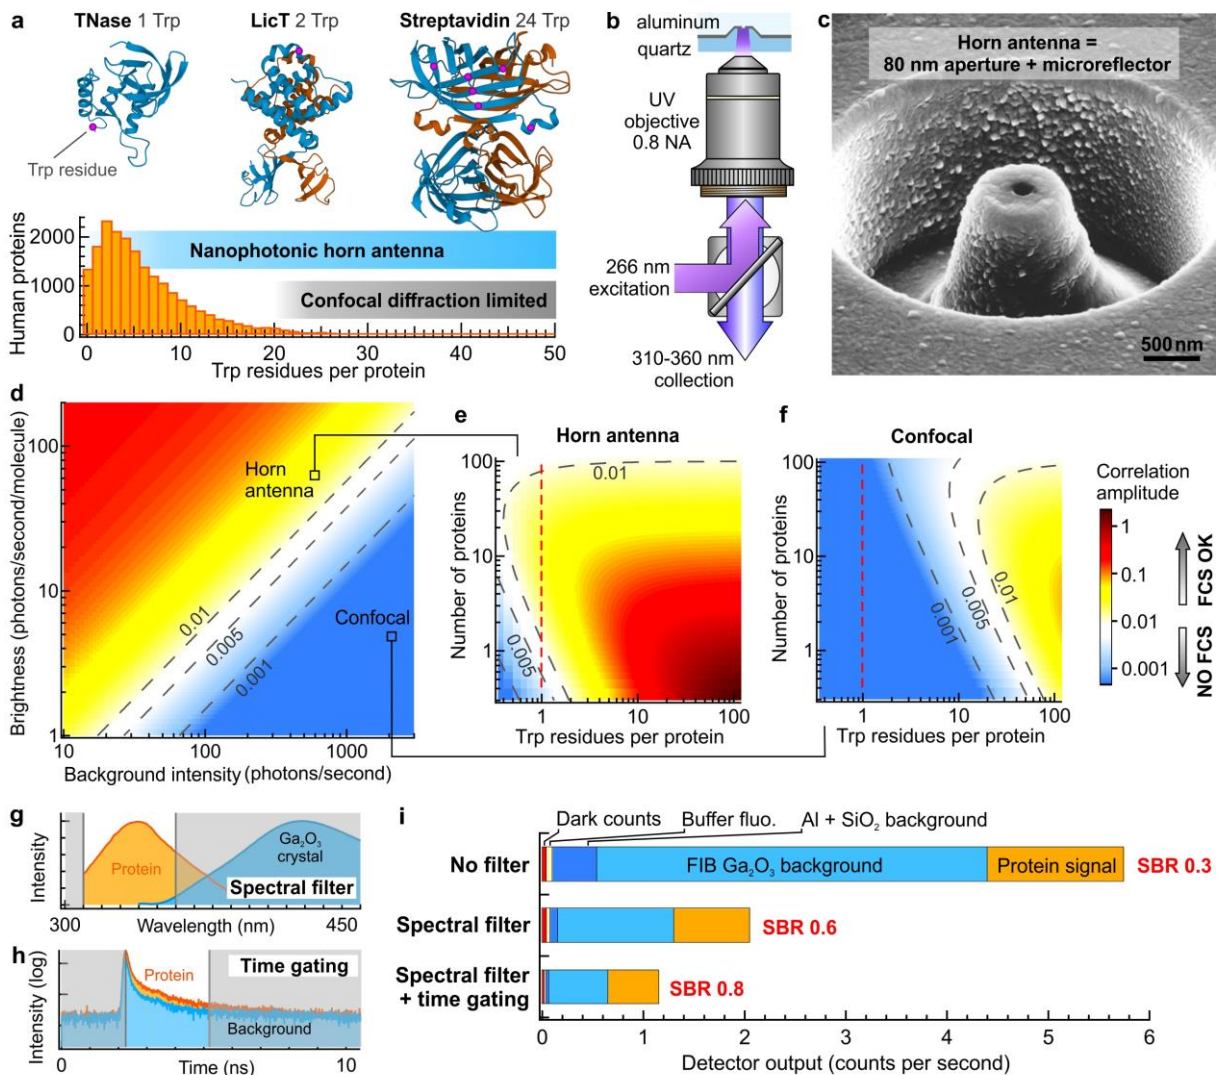 a
TNase 1 Trp
LicT 2 Trp
Streptavidin 24 Trp
Trp residue
Human proteins
2000
1000
0
Nanophotonic horn antenna
Confocal diffraction limited
0 10 20 30 40 50
Trp residues per protein
b
aluminum
quartz
UV
objective
0.8 NA
266 nm
excitation
310-360 nm
collection
c
Horn antenna =
80 nm aperture + microreflector
500 nm
d
Brightness (photons/second/molecule)
100
10
1
Horn
antenna
Confocal
0.01
0.005
0.001
10 100 1000
Background intensity (photons/second)
e
Horn antenna
Number of proteins
100
10
1
0.01
0.005
1 10 100
Trp residues per protein
f
Confocal
Number of proteins
100
10
1
0.001
0.005
0.01
1 10 100
Trp residues per protein
Correlation
amplitude
1
0.1
0.01
0.001
FCS OK
NO FCS
g
Intensity
Protein
Ga₂O₃
crystal
Spectral filter
300 450
Wavelength (nm)
h
Intensity (log)
Protein
Time gating
Background
0 10
Time (ns)
i
Dark counts
Buffer fluo.
Al + SiO₂ background
No filter
FIB Ga₂O₃ background
Protein signal
SBR 0.3
Spectral filter
SBR 0.6
Spectral filter
+ time gating
SBR 0.8
0 1 2 3 4 5 6
Detector output (counts per second)